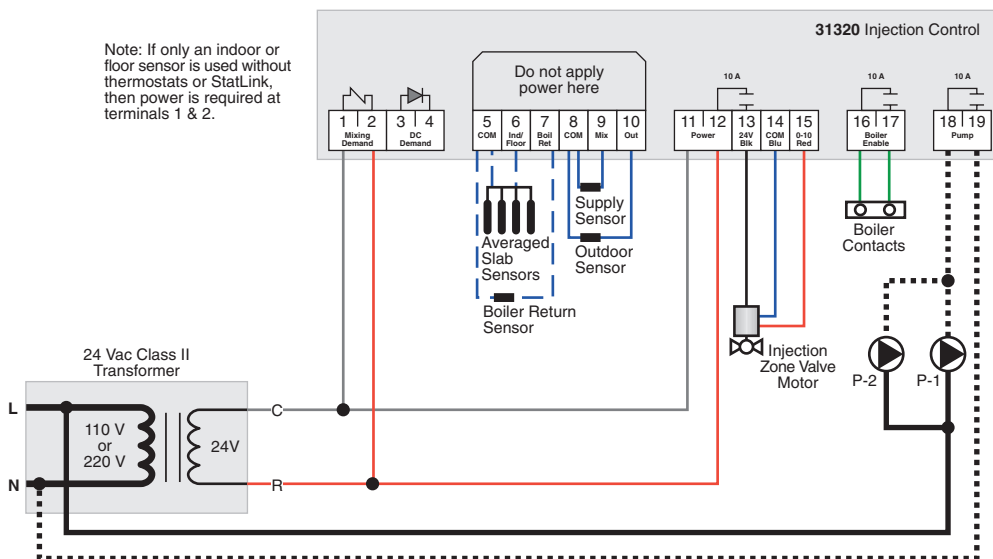 31320 Injection Control
Note: If only an indoor or
floor sensor is used without
thermostats or StatLink,
then power is required at
terminals 1 & 2.
Do not apply
power here
10 A
10 A
10 A
1 2 3 4
Mixing Demand
DC Demand
5 6 7 8 9 10
COM
Ind/ Floor
Boil Ret
COM
Mix
Out
11 12 13 14 15
Power
24V Blk
COM Blu
0-10 Red
16 17
Boiler Enable
18 19
Pump
Supply
Sensor
Averaged
Slab
Sensors
Outdoor
Sensor
Boiler Return
Sensor
Boiler
Contacts
Injection
Zone Valve
Motor
P-2
P-1
24 Vac Class II
Transformer
L
N
110 V
or
220 V
24V
C
R